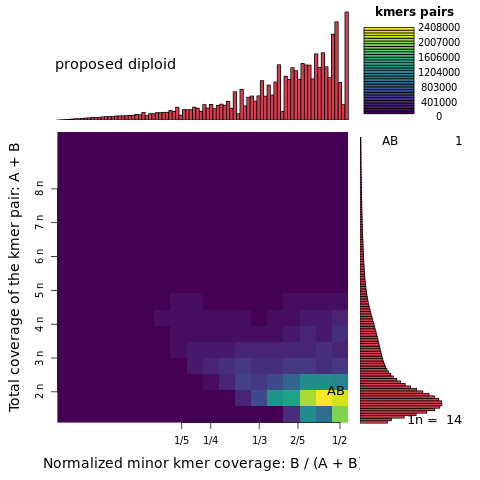 kmers pairs
proposed diploid
2408000
2007000
1606000
1204000
803000
401000
0
AB 1
Total coverage of the kmer pair: A + B
8 n
7 n
6 n
5 n
4 n
3 n
2 n
AB
1n = 14
1/5 1/4 1/3 2/5 1/2
Normalized minor kmer coverage: B / (A + B)